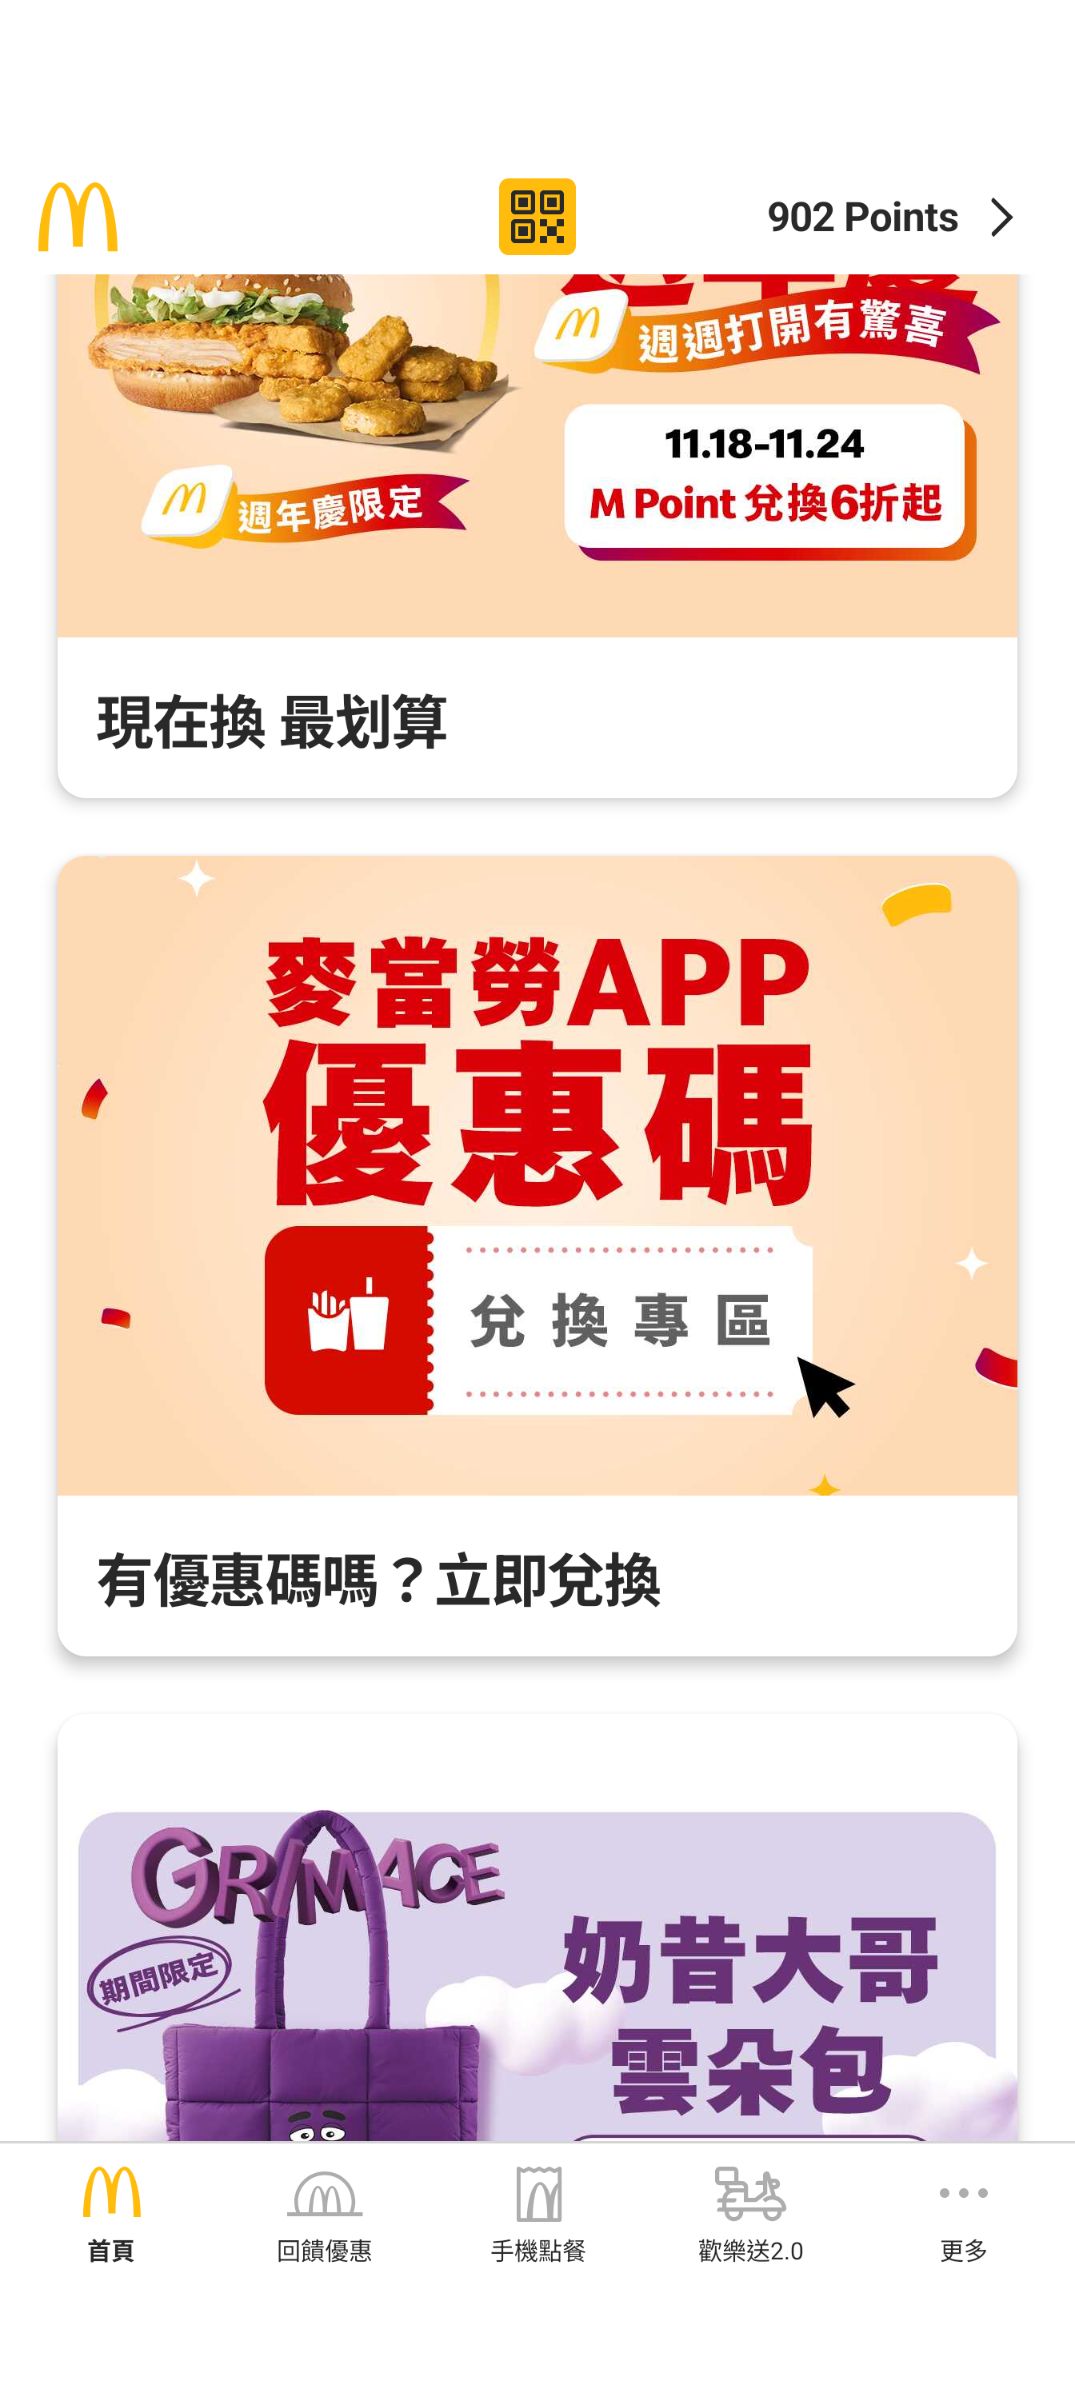 902 Points
週週打開有驚喜
11.18-11.24
M Point 兌換6折起
週年慶限定
現在換 最划算
麥當勞APP
優惠碼
兌換專區
有優惠碼嗎？立即兌換
GRIMACE
期間限定
奶昔大哥
雲朵包
首頁
回饋優惠
手機點餐
歡樂送2.0
更多